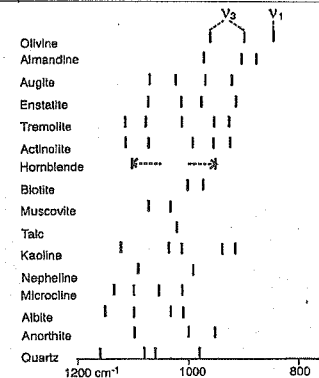 ν3 ν1
Olivine
Almandine
Augite
Enstatite
Tremolite
Actinolite
Hornblende
Biotite
Muscovite
Talc
Kaoline
Nepheline
Microcline
Albite
Anorthite
Quartz
1200 cm-1 1000 800